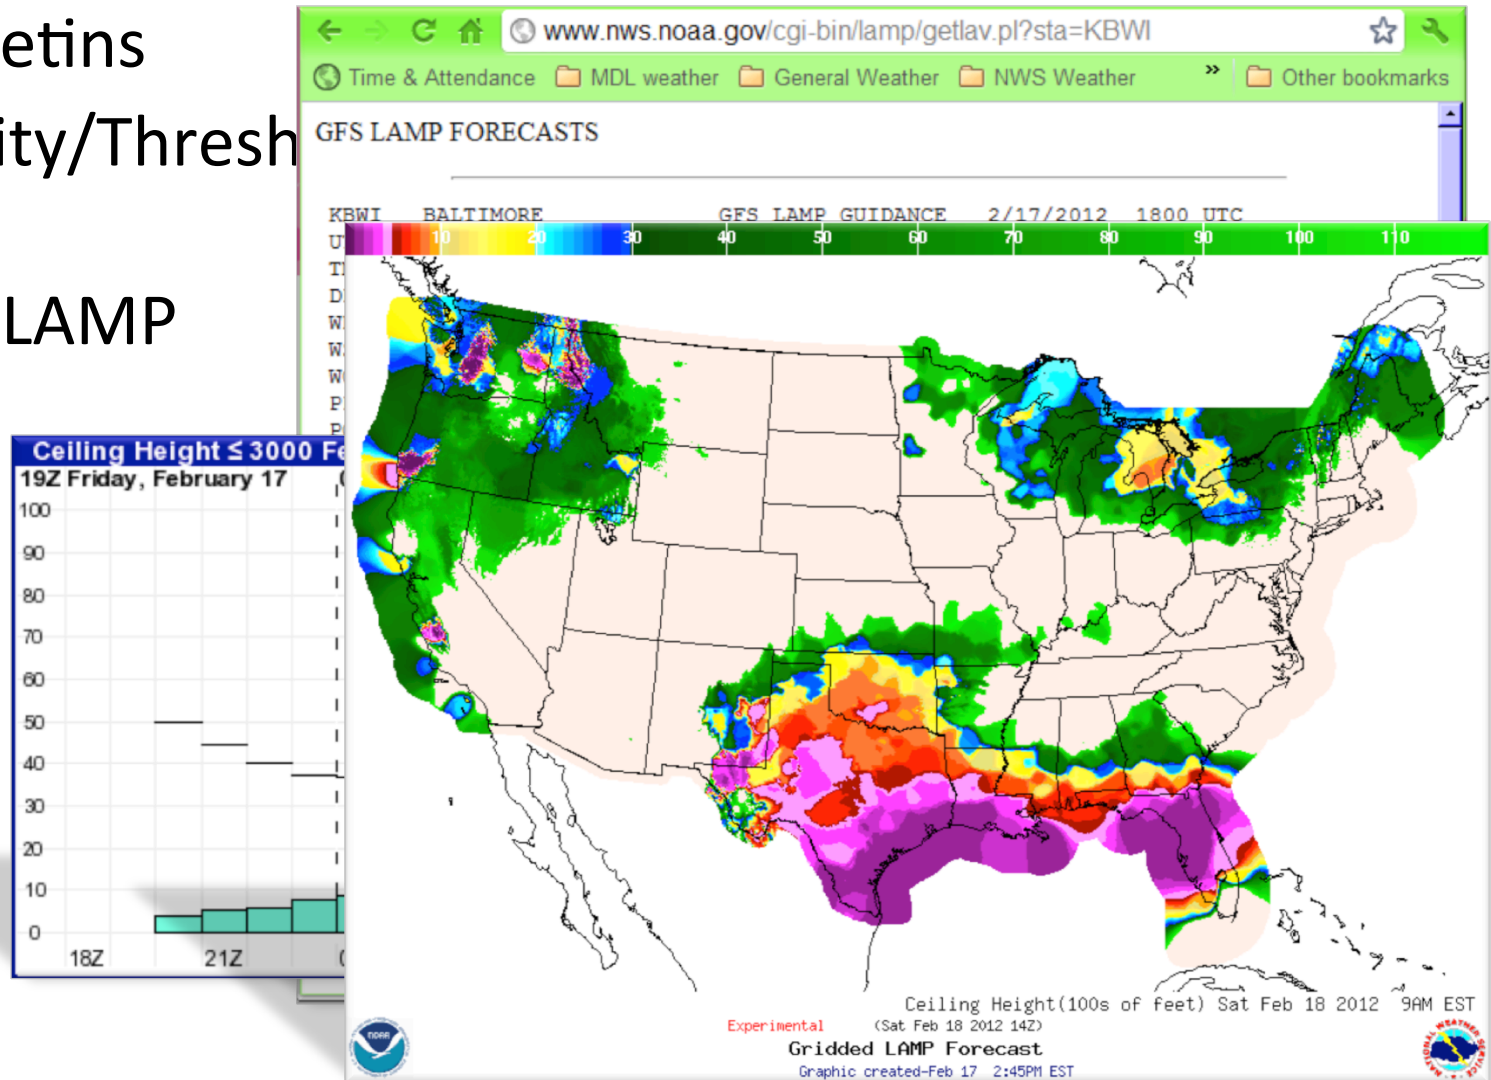 etins
ity/Thresh
LAMP
www.nws.noaa.gov/cgi-bin/lamp/getlav.pl?sta=KBWI
Time & Attendance MDL weather General Weather NWS Weather » Other bookmarks
GFS LAMP FORECASTS
KBWI BALTIMORE GFS LAMP GUIDANCE 2/17/2012 1800 UTC
U
T
D
W
W
W
P
P
10 20 30 40 50 60 70 80 90 100 110
Ceiling Height ≤ 3000 Fe
19Z Friday, February 17
100
90
80
70
60
50
40
30
20
10
0
18Z 21Z 0
Ceiling Height(100s of feet) Sat Feb 18 2012 9AM EST
Experimental (Sat Feb 18 2012 14Z)
Gridded LAMP Forecast
Graphic created-Feb 17 2:45PM EST
NOAA
NATIONAL WEATHER SERVICE